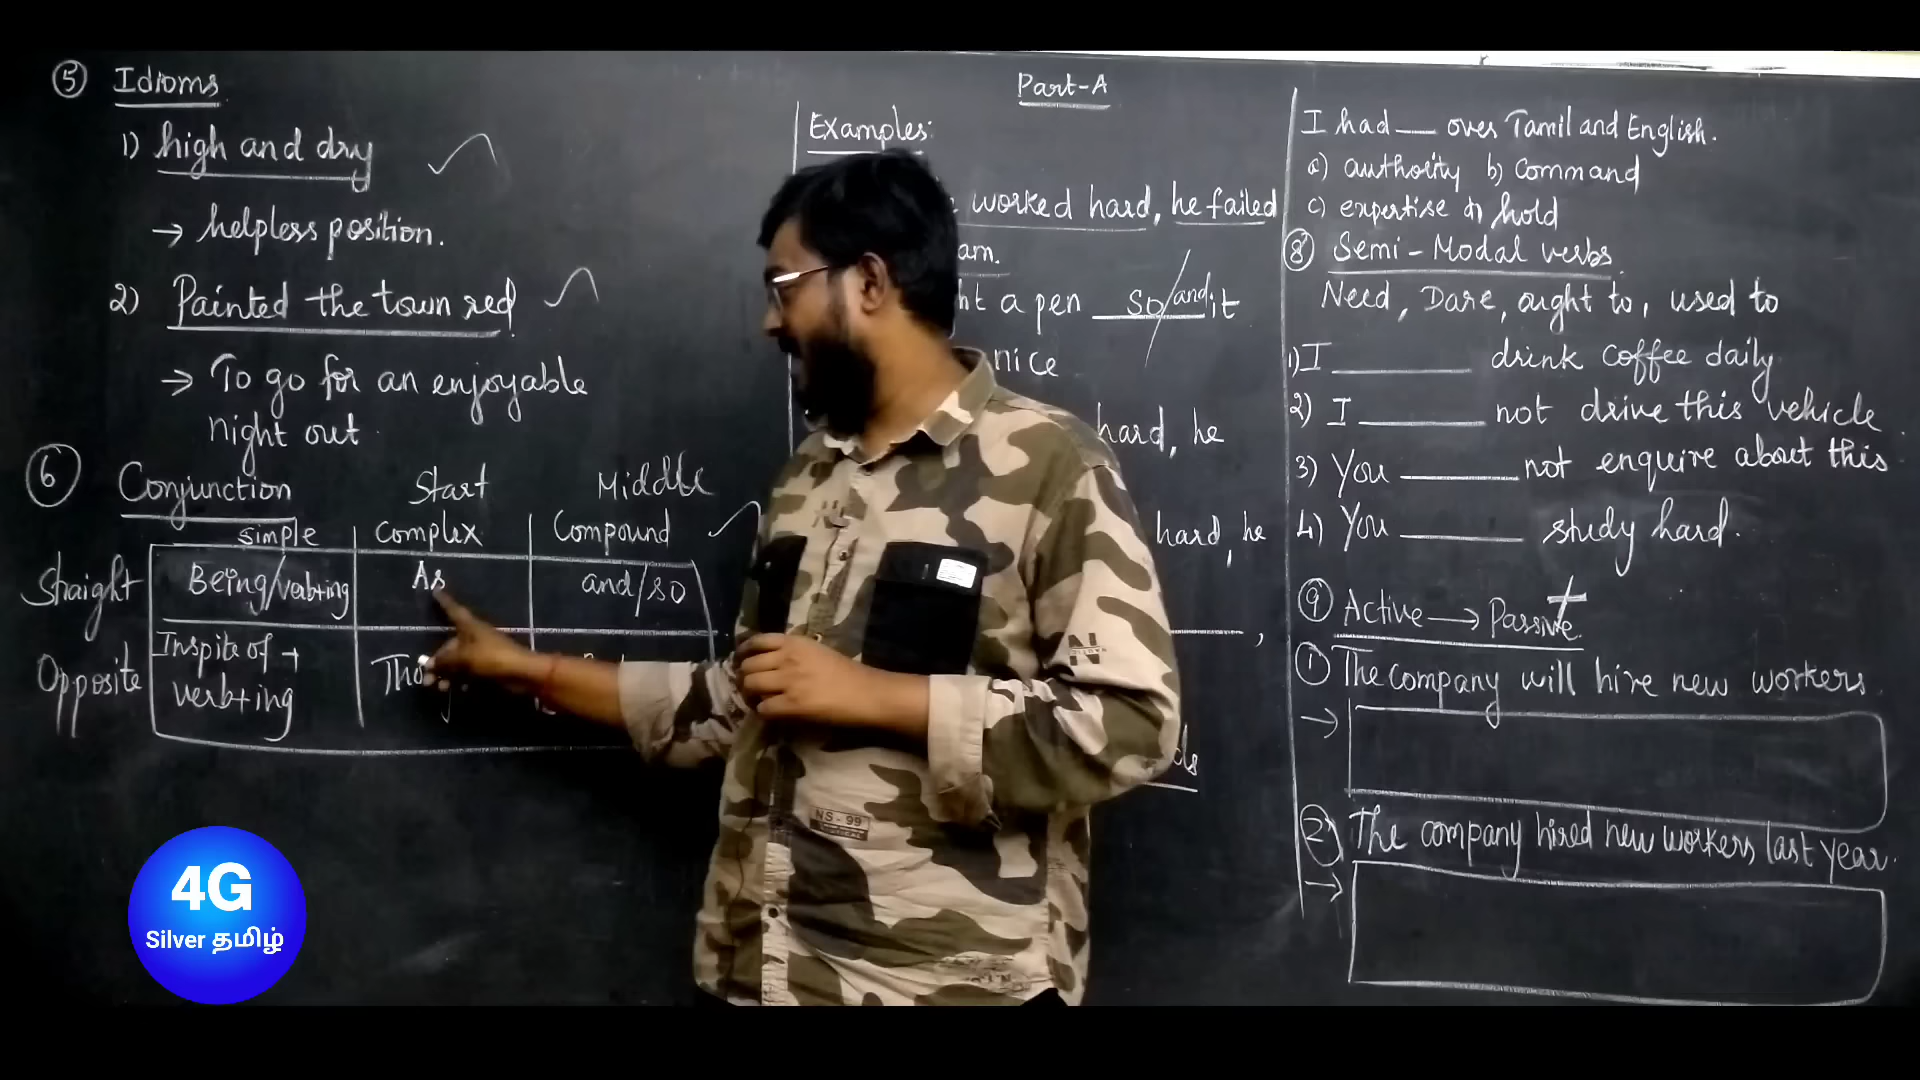 5 Idioms
1) high and dry
→ helpless position.
2) Painted the town red
→ To go for an enjoyable
night out.
6 Conjunction Start Middle
simple complex Compound
Straight Being/verb+ing As and/so
Opposite Inspite of +
verb+ing
Part-A
Examples:
worked hard, he failed
am.
a pen so/and it
nice
hard, he
hard, he
I had ___ over Tamil and English.
a) authority b) Command
c) expertise d) hold
8 Semi-Modal verbs
Need, Dare, ought to, used to
1) I ______ drink coffee daily
2) I ______ not drive this vehicle.
3) You ______ not enquire about this
4) You ______ study hard.
9 Active → Passive
1 The company will hire new workers.
→
2 The company hired new workers last year.
→
NS-99
4G
Silver தமிழ்